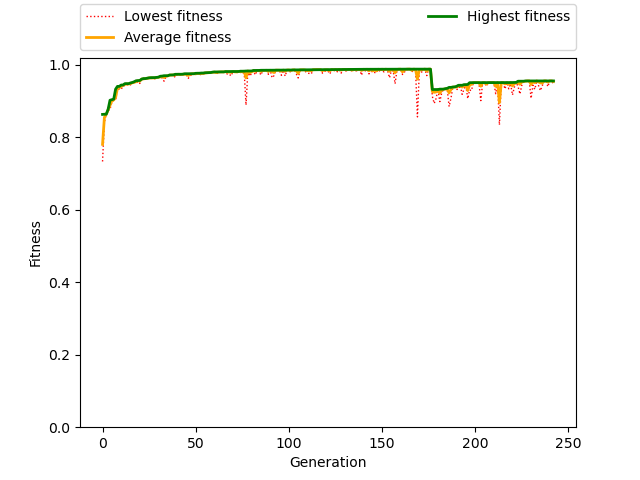 Lowest fitness
Average fitness
Highest fitness
1.0
0.8
0.6
0.4
0.2
0.0
Fitness
0 50 100 150 200 250
Generation